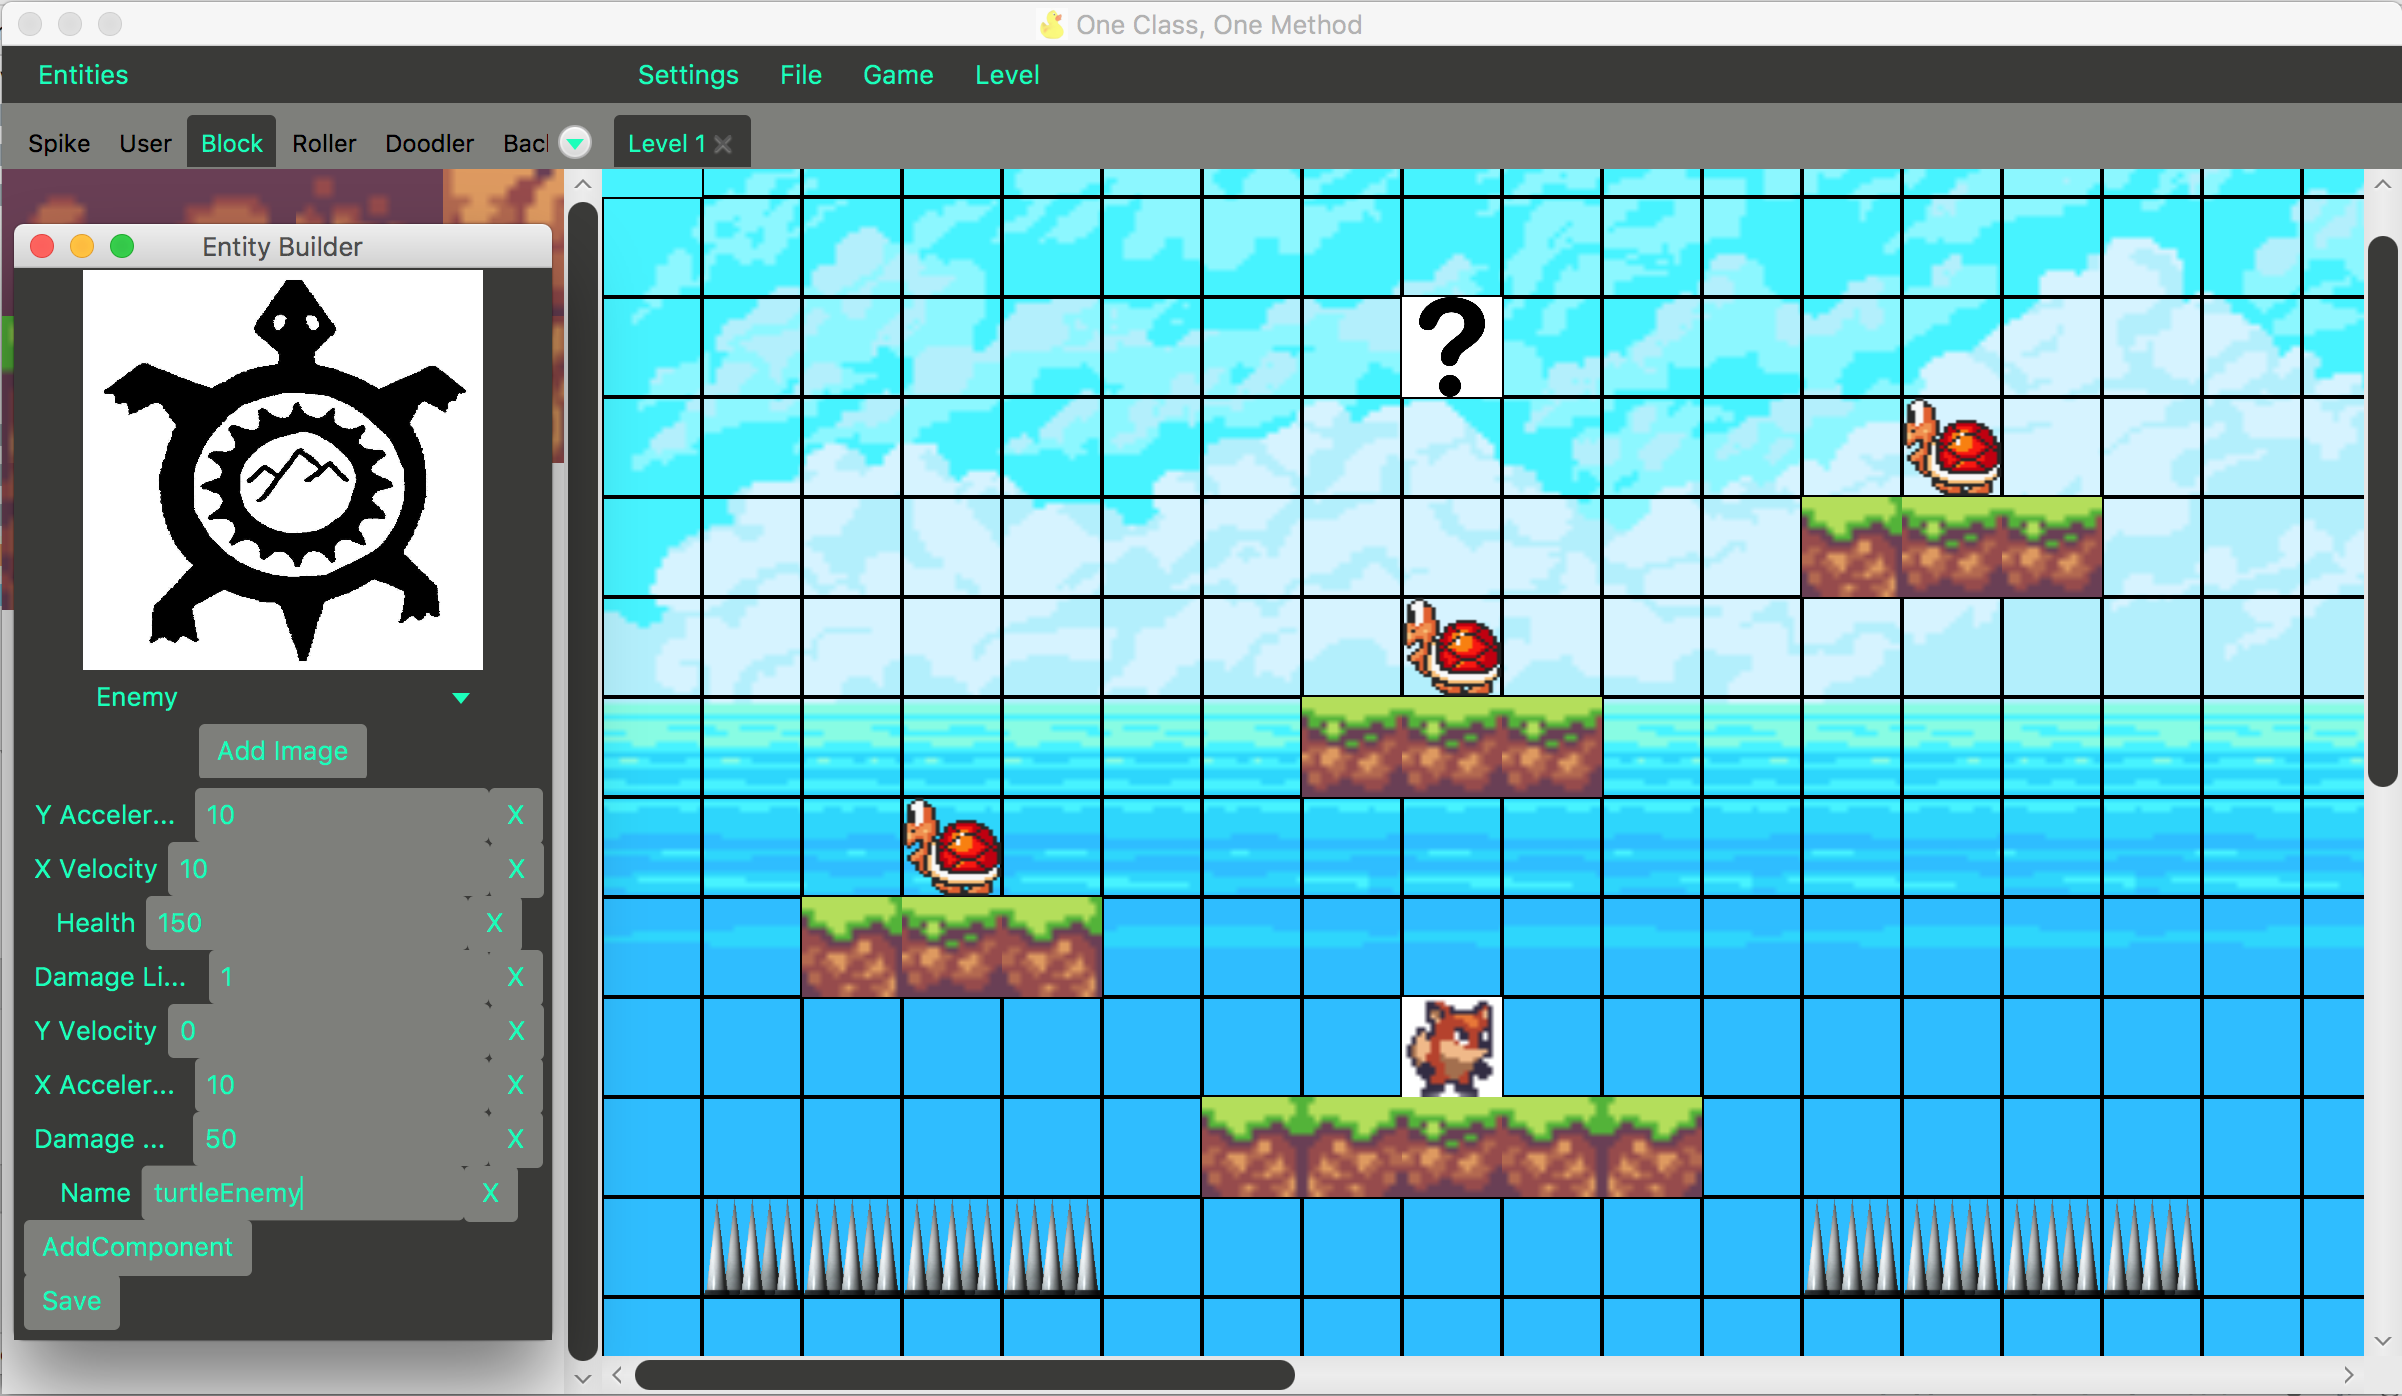 One Class, One Method
Entities
Settings File Game Level
Spike User Block Roller Doodler Bacl
Level 1
Entity Builder
?
Enemy
Add Image
Y Acceler... 10 X
X Velocity 10 X
Health 150 X
Damage Li... 1 X
Y Velocity 0 X
X Acceler... 10 X
Damage ... 50 X
Name turtleEnemy X
AddComponent
Save